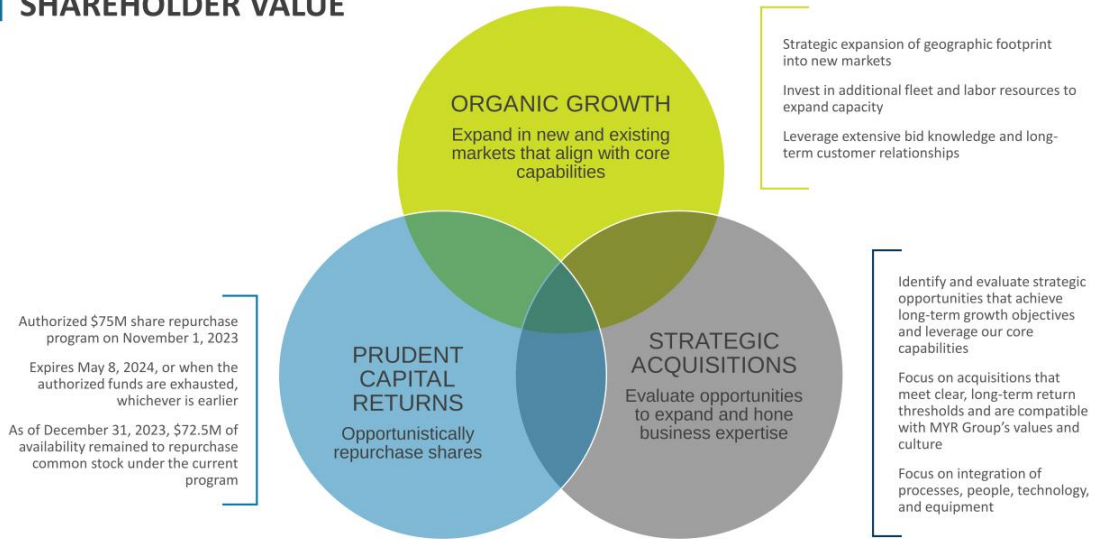 SHAREHOLDER VALUE
ORGANIC GROWTH
Expand in new and existing
markets that align with core
capabilities
Strategic expansion of geographic footprint
into new markets
Invest in additional fleet and labor resources to
expand capacity
Leverage extensive bid knowledge and long-
term customer relationships
Authorized $75M share repurchase
program on November 1, 2023
Expires May 8, 2024, or when the
authorized funds are exhausted,
whichever is earlier
As of December 31, 2023, $72.5M of
availability remained to repurchase
common stock under the current
program
PRUDENT
CAPITAL
RETURNS
Opportunistically
repurchase shares
STRATEGIC
ACQUISITIONS
Evaluate opportunities
to expand and hone
business expertise
Identify and evaluate strategic
opportunities that achieve
long-term growth objectives
and leverage our core
capabilities
Focus on acquisitions that
meet clear, long-term return
thresholds and are compatible
with MYR Group’s values and
culture
Focus on integration of
processes, people, technology,
and equipment